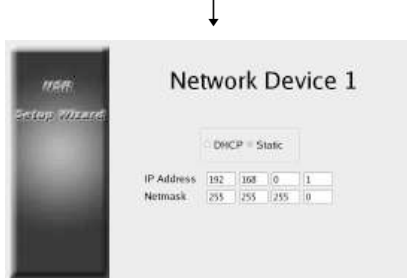 Network Device 1
Setup Wizard
DHCP Static
IP Address 192 168 0 1
Netmask 255 255 255 0